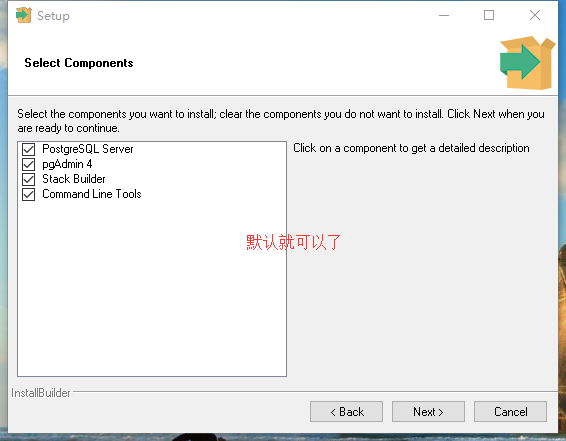 Setup
Select Components
Select the components you want to install; clear the components you do not want to install. Click Next when you
are ready to continue.
PostgreSQL Server
pgAdmin 4
Stack Builder
Command Line Tools
Click on a component to get a detailed description
默认就可以了
InstallBuilder
< Back
Next >
Cancel